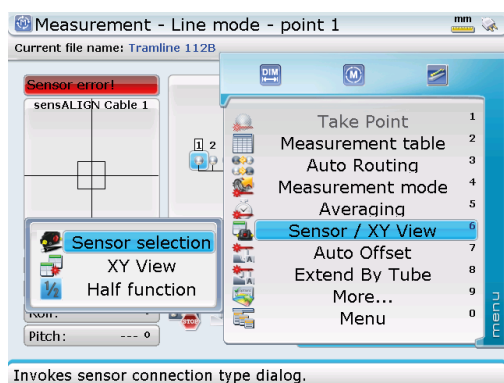 Measurement - Line mode - point 1
mm
Current file name: Tramline 112B
Sensor error!
sensALIGN Cable 1
1 2
DIM
M
Take Point 1
Measurement table 2
Auto Routing 3
Measurement mode 4
Averaging 5
Sensor / XY View 6
Auto Offset 7
Extend By Tube 8
More... 9
Menu 0
menu
Sensor selection
XY View
1/2 Half function
Pitch: --- °
STOP
Invokes sensor connection type dialog.